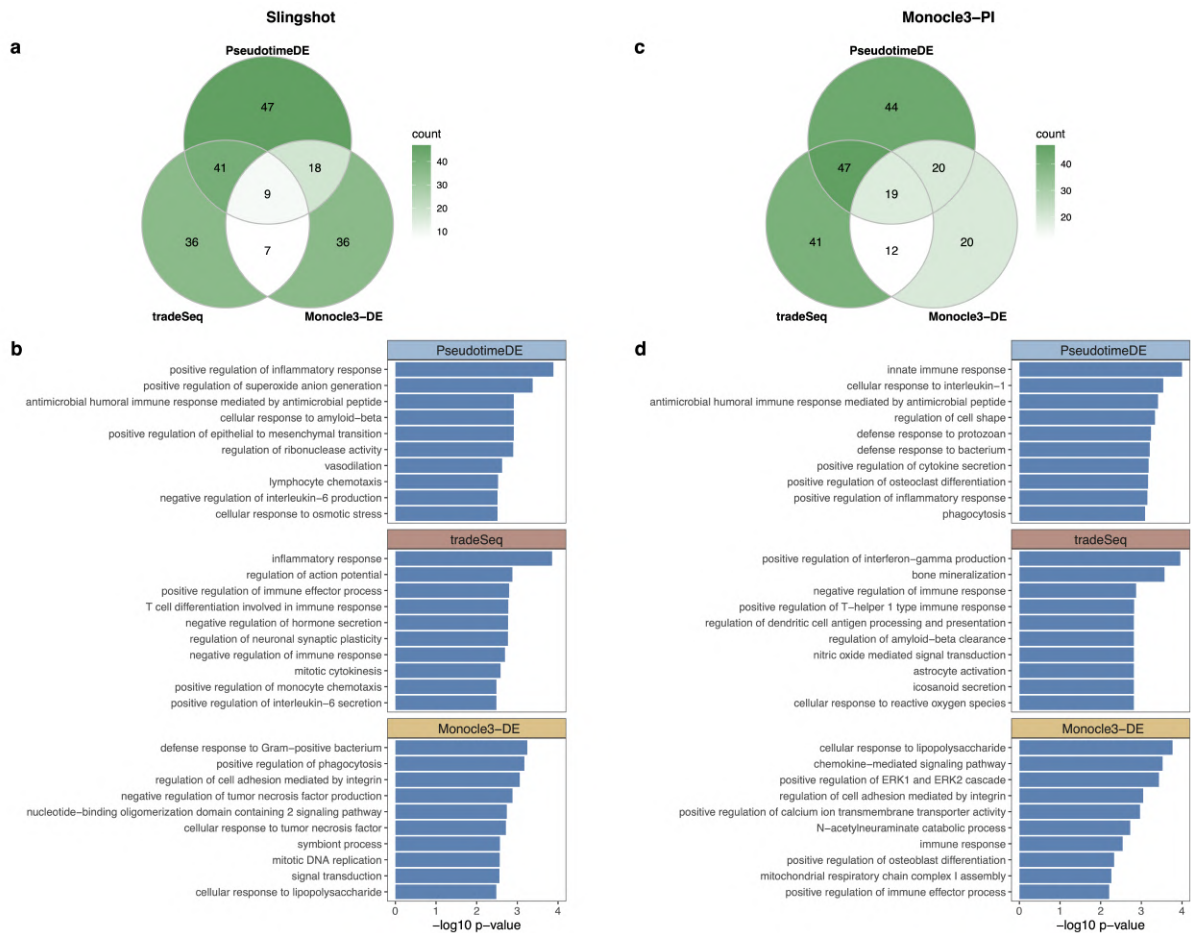 Slingshot
Monocle3−PI
a
PseudotimeDE
47
41
18
9
36
7
36
tradeSeq
Monocle3−DE
count
40
30
20
10
c
PseudotimeDE
44
47
20
19
41
12
20
tradeSeq
Monocle3−DE
count
40
30
20
b
PseudotimeDE
positive regulation of inflammatory response
positive regulation of superoxide anion generation
antimicrobial humoral immune response mediated by antimicrobial peptide
cellular response to amyloid−beta
positive regulation of epithelial to mesenchymal transition
regulation of ribonuclease activity
vasodilation
lymphocyte chemotaxis
negative regulation of interleukin−6 production
cellular response to osmotic stress
tradeSeq
inflammatory response
regulation of action potential
positive regulation of immune effector process
T cell differentiation involved in immune response
negative regulation of hormone secretion
regulation of neuronal synaptic plasticity
negative regulation of immune response
mitotic cytokinesis
positive regulation of monocyte chemotaxis
positive regulation of interleukin−6 secretion
Monocle3−DE
defense response to Gram−positive bacterium
positive regulation of phagocytosis
regulation of cell adhesion mediated by integrin
negative regulation of tumor necrosis factor production
nucleotide−binding oligomerization domain containing 2 signaling pathway
cellular response to tumor necrosis factor
symbiont process
mitotic DNA replication
signal transduction
cellular response to lipopolysaccharide
0 1 2 3 4
−log10 p−value
d
PseudotimeDE
innate immune response
cellular response to interleukin−1
antimicrobial humoral immune response mediated by antimicrobial peptide
regulation of cell shape
defense response to protozoan
defense response to bacterium
positive regulation of cytokine secretion
positive regulation of osteoclast differentiation
positive regulation of inflammatory response
phagocytosis
tradeSeq
positive regulation of interferon−gamma production
bone mineralization
negative regulation of immune response
positive regulation of T−helper 1 type immune response
regulation of dendritic cell antigen processing and presentation
regulation of amyloid−beta clearance
nitric oxide mediated signal transduction
astrocyte activation
icosanoid secretion
cellular response to reactive oxygen species
Monocle3−DE
cellular response to lipopolysaccharide
chemokine−mediated signaling pathway
positive regulation of ERK1 and ERK2 cascade
regulation of cell adhesion mediated by integrin
positive regulation of calcium ion transmembrane transporter activity
N−acetylneuraminate catabolic process
immune response
positive regulation of osteoblast differentiation
mitochondrial respiratory chain complex I assembly
positive regulation of immune effector process
0 1 2 3 4
−log10 p−value